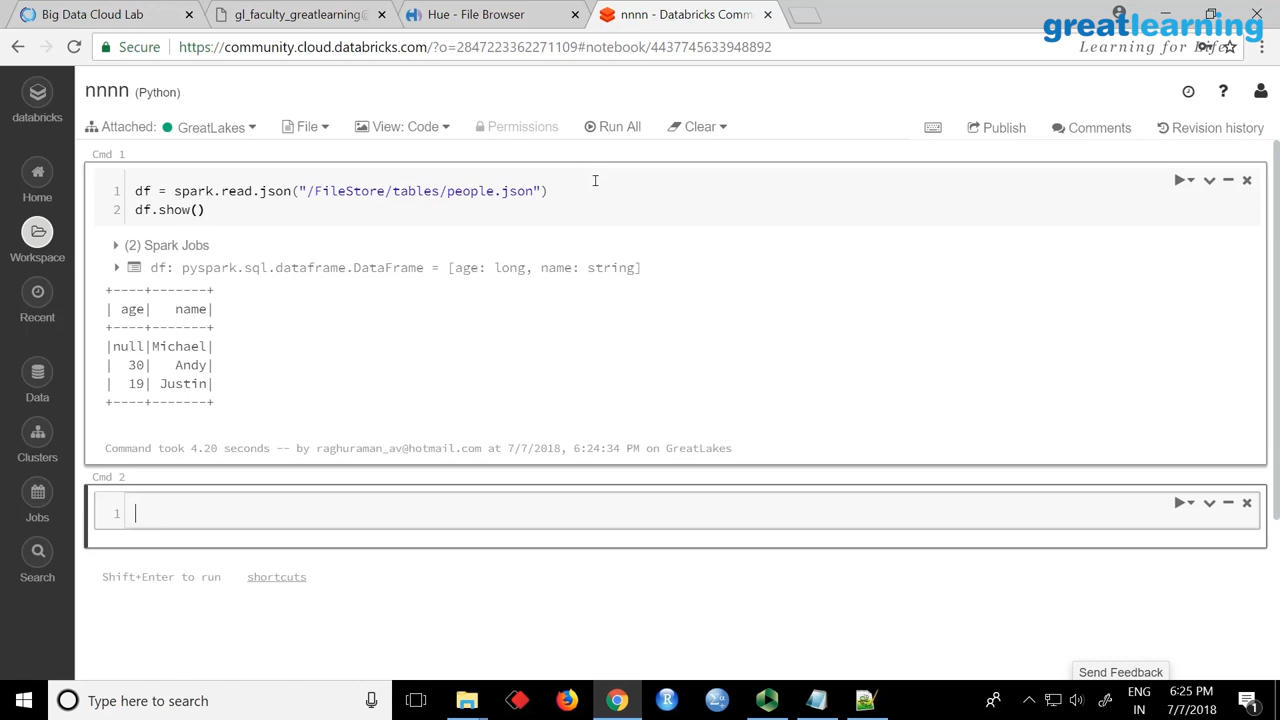 Big Data Cloud Lab
gl_faculty_greatlearning@
Hue - File Browser
nnnn - Databricks Comm
greatlearning
Learning for Life
Secure
https://community.cloud.databricks.com/?o=2847223362271109#notebook/4437745633948892
databricks
Home
Workspace
Recent
Data
Clusters
Jobs
Search
nnnn (Python)
Attached: GreatLakes
File
View: Code
Permissions
Run All
Clear
Publish
Comments
Revision history
Cmd 1
1 df = spark.read.json("/FileStore/tables/people.json")
2 df.show()
(2) Spark Jobs
df: pyspark.sql.dataframe.DataFrame = [age: long, name: string]
+----+-------+
| age|   name|
+----+-------+
|null|Michael|
|  30|   Andy|
|  19| Justin|
+----+-------+
Command took 4.20 seconds -- by raghuraman_av@hotmail.com at 7/7/2018, 6:24:34 PM on GreatLakes
Cmd 2
1
Shift+Enter to run shortcuts
Send Feedback
Type here to search
ENG
IN
6:25 PM
7/7/2018
1